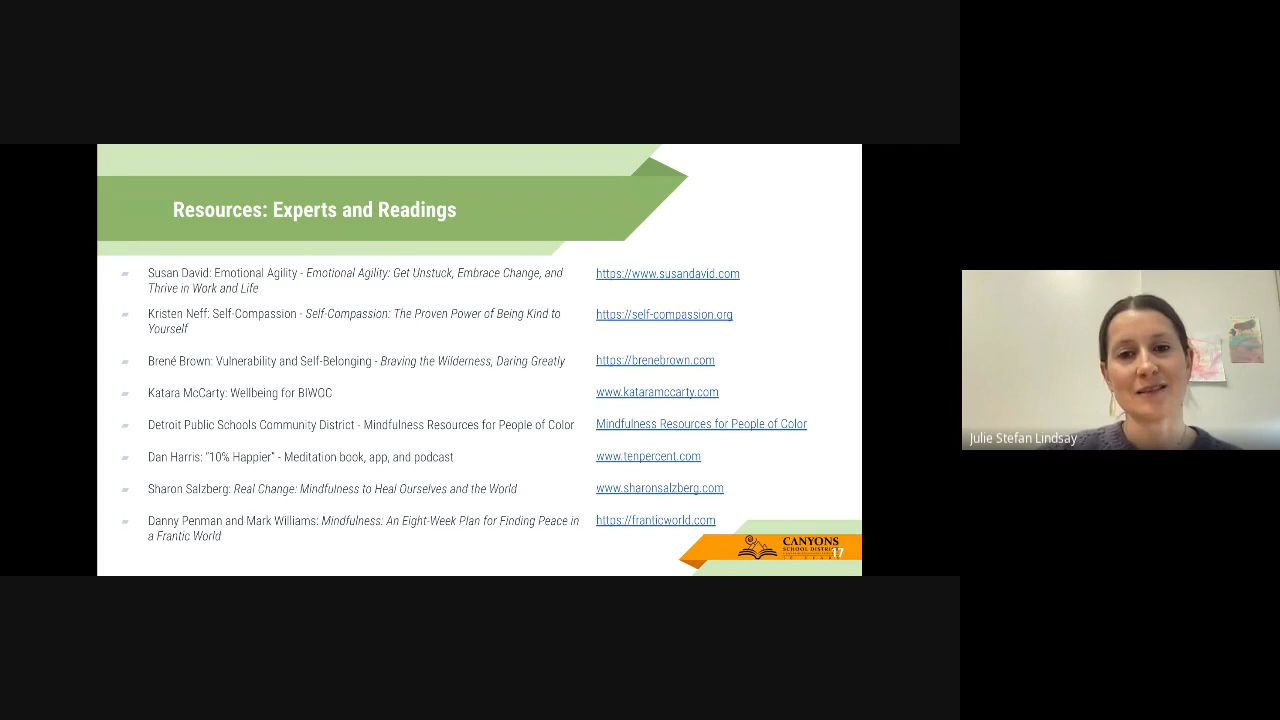 Resources: Experts and Readings
Susan David: Emotional Agility - Emotional Agility: Get Unstuck, Embrace Change, and
Thrive in Work and Life
https://www.susandavid.com
Kristen Neff: Self-Compassion - Self-Compassion: The Proven Power of Being Kind to
Yourself
https://self-compassion.org
Brené Brown: Vulnerability and Self-Belonging - Braving the Wilderness, Daring Greatly
https://brenebrown.com
Katara McCarty: Wellbeing for BIWOC
www.kataramccarty.com
Detroit Public Schools Community District - Mindfulness Resources for People of Color
Mindfulness Resources for People of Color
Dan Harris: “10% Happier” - Meditation book, app, and podcast
www.tenpercent.com
Sharon Salzberg: Real Change: Mindfulness to Heal Ourselves and the World
www.sharonsalzberg.com
Danny Penman and Mark Williams: Mindfulness: An Eight-Week Plan for Finding Peace in
a Frantic World
https://franticworld.com
CANYONS
SCHOOL
17
Julie Stefan Lindsay